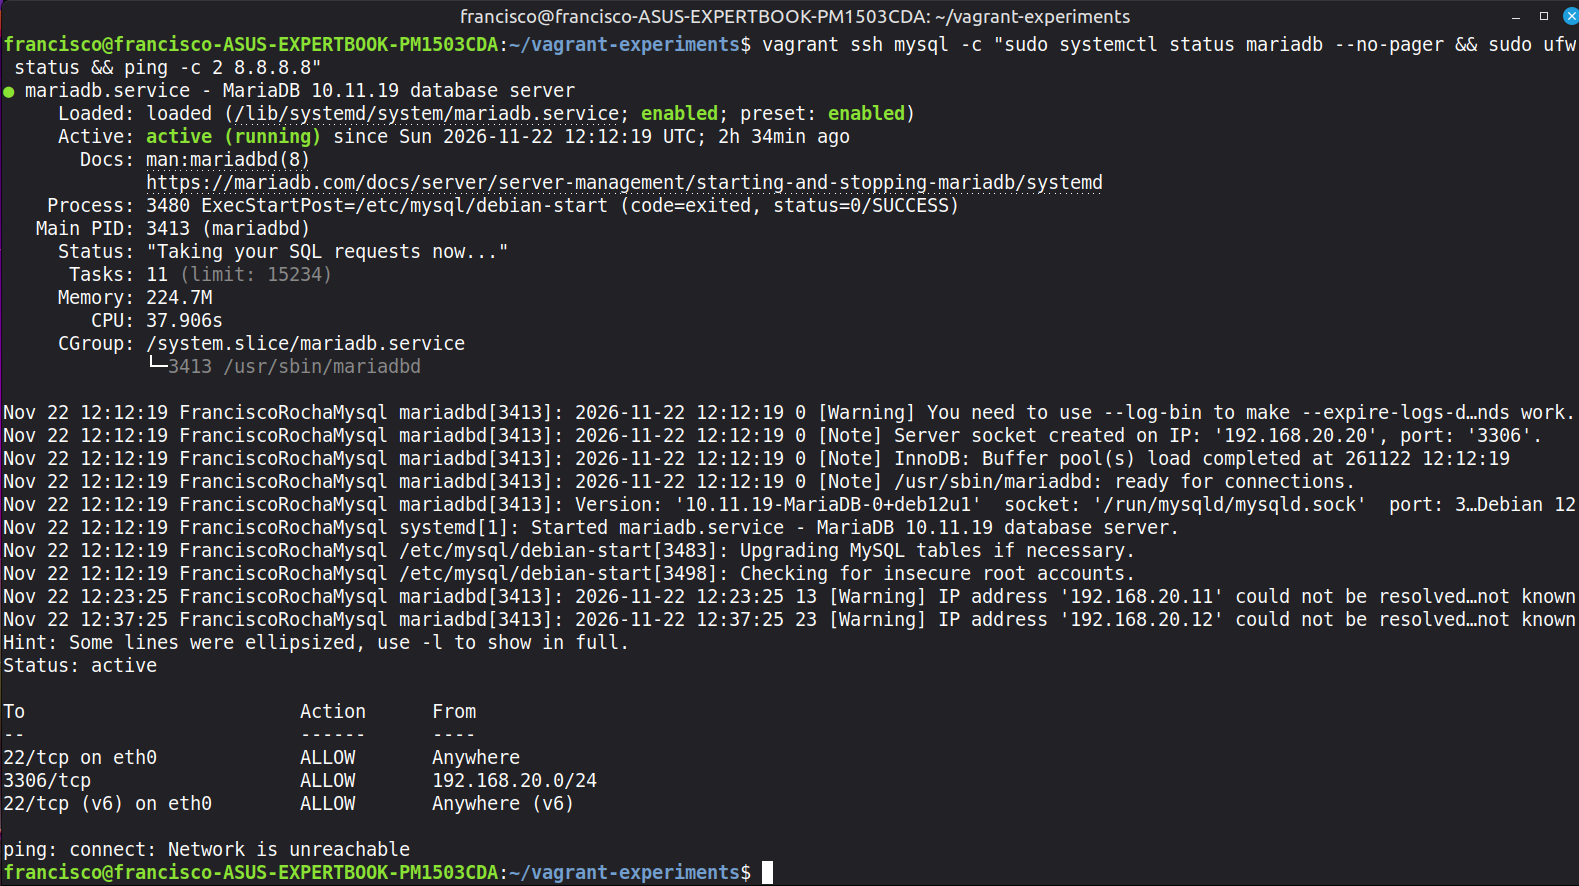 francisco@francisco-ASUS-EXPERTBOOK-PM1503CDA: ~/vagrant-experiments
francisco@francisco-ASUS-EXPERTBOOK-PM1503CDA:~/vagrant-experiments$ vagrant ssh mysql -c "sudo systemctl status mariadb --no-pager && sudo ufw
 status && ping -c 2 8.8.8.8"
● mariadb.service - MariaDB 10.11.19 database server
     Loaded: loaded (/lib/systemd/system/mariadb.service; enabled; preset: enabled)
     Active: active (running) since Sun 2026-11-22 12:12:19 UTC; 2h 34min ago
       Docs: man:mariadbd(8)
             https://mariadb.com/docs/server/server-management/starting-and-stopping-mariadb/systemd
    Process: 3480 ExecStartPost=/etc/mysql/debian-start (code=exited, status=0/SUCCESS)
   Main PID: 3413 (mariadbd)
     Status: "Taking your SQL requests now..."
      Tasks: 11 (limit: 15234)
     Memory: 224.7M
        CPU: 37.906s
     CGroup: /system.slice/mariadb.service
             └─3413 /usr/sbin/mariadbd
Nov 22 12:12:19 FranciscoRochaMysql mariadbd[3413]: 2026-11-22 12:12:19 0 [Warning] You need to use --log-bin to make --expire-logs-d…nds work.
Nov 22 12:12:19 FranciscoRochaMysql mariadbd[3413]: 2026-11-22 12:12:19 0 [Note] Server socket created on IP: '192.168.20.20', port: '3306'.
Nov 22 12:12:19 FranciscoRochaMysql mariadbd[3413]: 2026-11-22 12:12:19 0 [Note] InnoDB: Buffer pool(s) load completed at 261122 12:12:19
Nov 22 12:12:19 FranciscoRochaMysql mariadbd[3413]: 2026-11-22 12:12:19 0 [Note] /usr/sbin/mariadbd: ready for connections.
Nov 22 12:12:19 FranciscoRochaMysql mariadbd[3413]: Version: '10.11.19-MariaDB-0+deb12u1'  socket: '/run/mysqld/mysqld.sock'  port: 3…Debian 12
Nov 22 12:12:19 FranciscoRochaMysql systemd[1]: Started mariadb.service - MariaDB 10.11.19 database server.
Nov 22 12:12:19 FranciscoRochaMysql /etc/mysql/debian-start[3483]: Upgrading MySQL tables if necessary.
Nov 22 12:12:19 FranciscoRochaMysql /etc/mysql/debian-start[3498]: Checking for insecure root accounts.
Nov 22 12:23:25 FranciscoRochaMysql mariadbd[3413]: 2026-11-22 12:23:25 13 [Warning] IP address '192.168.20.11' could not be resolved…not known
Nov 22 12:37:25 FranciscoRochaMysql mariadbd[3413]: 2026-11-22 12:37:25 23 [Warning] IP address '192.168.20.12' could not be resolved…not known
Hint: Some lines were ellipsized, use -l to show in full.
Status: active
To                         Action      From
--                         ------      ----
22/tcp on eth0             ALLOW       Anywhere
3306/tcp                   ALLOW       192.168.20.0/24
22/tcp (v6) on eth0        ALLOW       Anywhere (v6)
ping: connect: Network is unreachable
francisco@francisco-ASUS-EXPERTBOOK-PM1503CDA:~/vagrant-experiments$